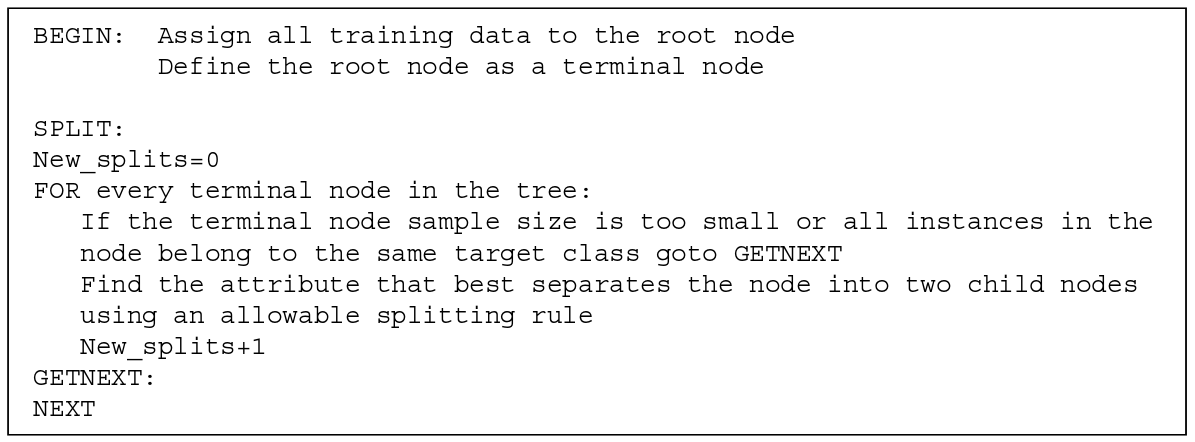 BEGIN:  Assign all training data to the root node
        Define the root node as a terminal node

SPLIT:
New_splits=0
FOR every terminal node in the tree:
   If the terminal node sample size is too small or all instances in the
   node belong to the same target class goto GETNEXT
   Find the attribute that best separates the node into two child nodes
   using an allowable splitting rule
   New_splits+1
GETNEXT:
NEXT